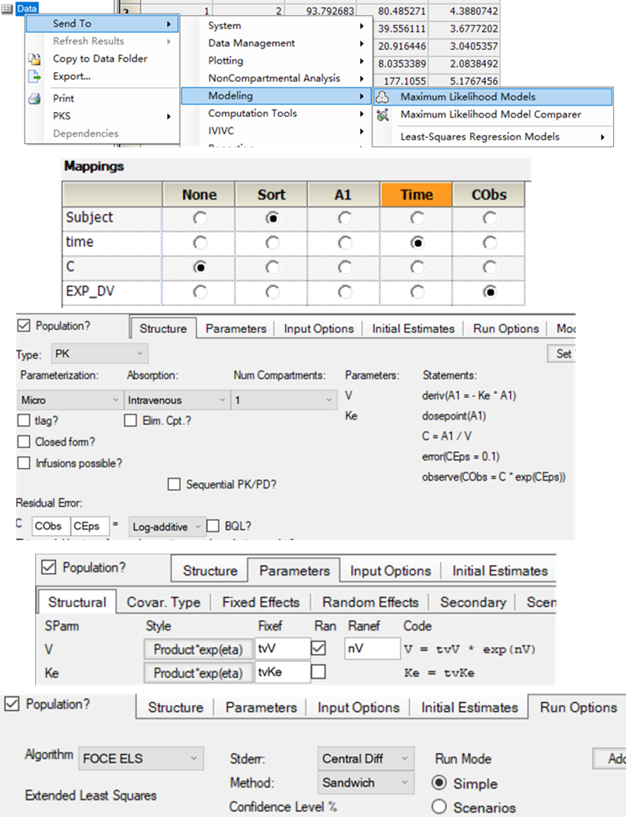 Data
1 2 93.792683 80.485271 4.3880742
39.556111 3.6777202
20.916446 3.0405357
8.0353389 2.0838492
177.1055 5.1767456
Send To
Refresh Results
Copy to Data Folder
Export...
Print
PKS
Dependencies
System
Data Management
Plotting
NonCompartmental Analysis
Modeling
Computation Tools
IVIVC
Maximum Likelihood Models
Maximum Likelihood Model Comparer
Least-Squares Regression Models
Mappings
None Sort A1 Time CObs
Subject
time
C
EXP_DV
Population? Structure Parameters Input Options Initial Estimates Run Options Mo
Type: PK Set
Parameterization: Absorption: Num Compartments: Parameters: Statements:
Micro Intravenous 1 V deriv(A1 = - Ke * A1)
tlag? Elim. Cpt.? Ke dosepoint(A1)
Closed form? C = A1 / V
Infusions possible? error(CEps = 0.1)
Sequential PK/PD? observe(CObs = C * exp(CEps))
Residual Error:
C CObs CEps = Log-additive BQL?
Population? Structure Parameters Input Options Initial Estimates
Structural Covar. Type Fixed Effects Random Effects Secondary Scen
SParm Style Fixef Ran Ranef Code
V Product*exp(eta) tvV nV V = tvV * exp(nV)
Ke Product*exp(eta) tvKe Ke = tvKe
Population? Structure Parameters Input Options Initial Estimates Run Options
Algorithm FOCE ELS Stderr: Central Diff Run Mode Add
Method: Sandwich Simple
Extended Least Squares Confidence Level % Scenarios